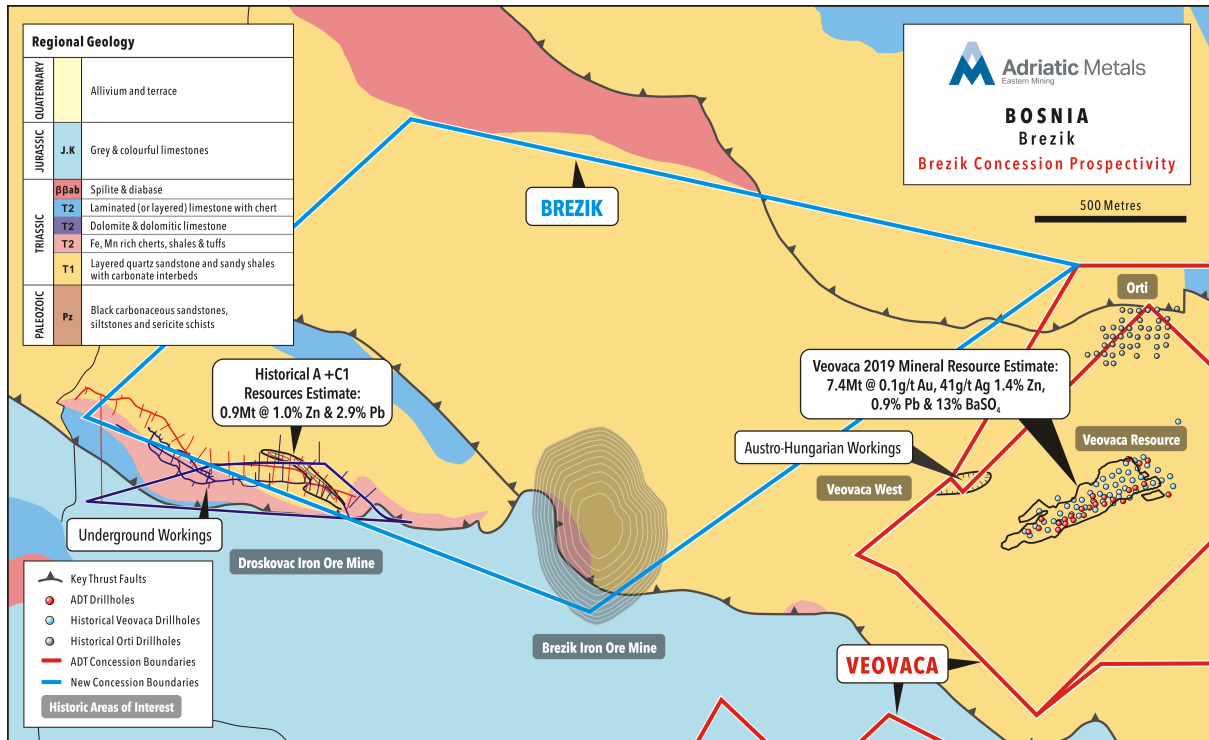 Regional Geology
QUATERNARY
Allivium and terrace
JURASSIC
J.K
Grey & colourful limestones
TRIASSIC
ββab
Spilite & diabase
T2
Laminated (or layered) limestone with chert
T2
Dolomite & dolomitic limestone
T2
Fe, Mn rich cherts, shales & tuffs
T1
Layered quartz sandstone and sandy shales
with carbonate interbeds
PALEOZOIC
Pz
Black carbonaceous sandstones,
siltstones and sericite schists
Adriatic Metals
Eastern Mining
BOSNIA
Brezik
Brezik Concession Prospectivity
500 Metres
BREZIK
Orti
Historical A +C1
Resources Estimate:
0.9Mt @ 1.0% Zn & 2.9% Pb
Veovaca 2019 Mineral Resource Estimate:
7.4Mt @ 0.1g/t Au, 41g/t Ag 1.4% Zn,
0.9% Pb & 13% BaSO4
Austro-Hungarian Workings
Veovaca Resource
Veovaca West
Underground Workings
Droskovac Iron Ore Mine
Brezik Iron Ore Mine
VEOVACA
Key Thrust Faults
ADT Drillholes
Historical Veovaca Drillholes
Historical Orti Drillholes
ADT Concession Boundaries
New Concession Boundaries
Historic Areas of Interest